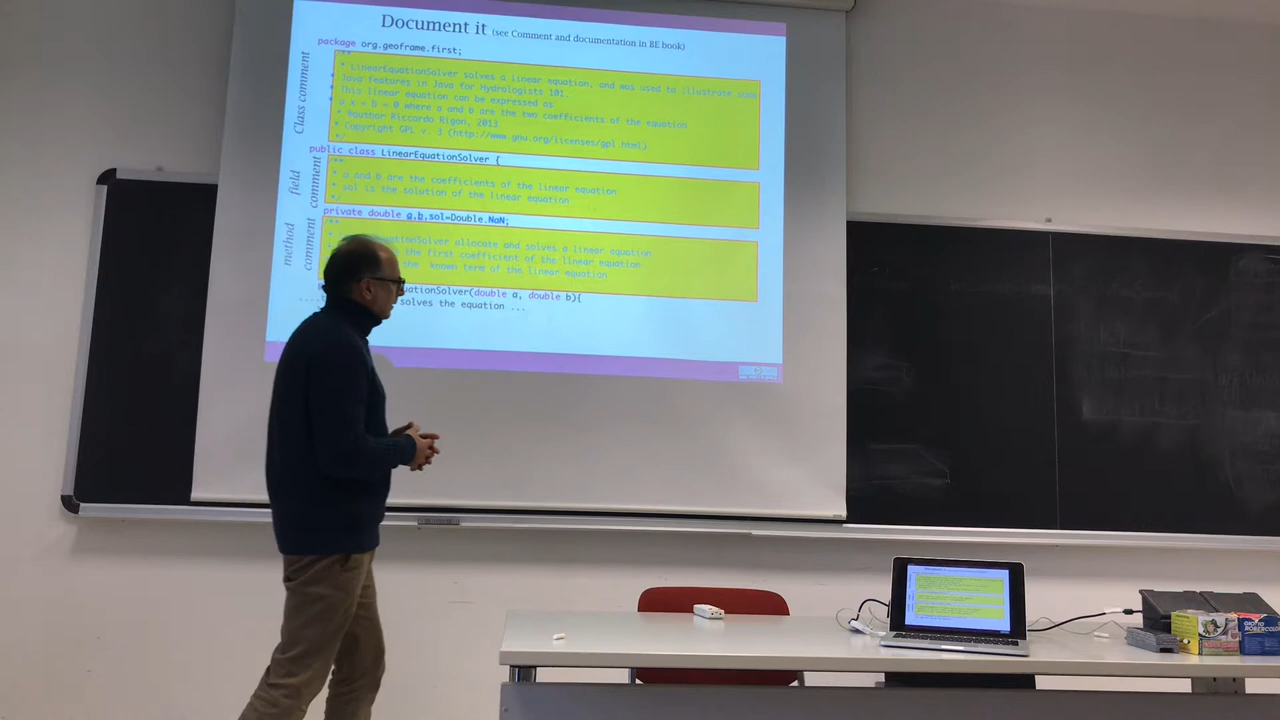 Document it (see Comment and documentation in BE book)
package org.geoframe.first;
/**
* LinearEquationSolver solves a linear equation, and was used to illustrate some
* Java features in Java for Hydrologists 101.
* This linear equation can be expressed as
* a x + b = 0 where a and b are the two coefficients of the equation
* @author Riccardo Rigon, 2013
* Copyright GPL v. 3 (http://www.gnu.org/licenses/gpl.html)
*/
Class comment
public class LinearEquationSolver {
/**
* a and b are the coefficients of the linear equation
* sol is the solution of the linear equation
*/
field comment
private double a,b,sol=Double.NaN;
/**
EquationSolver allocate and solves a linear equation
the first coefficient of the linear equation
the known term of the linear equation
method comment
uationSolver(double a, double b){
solves the equation ...
GIOTTO
ROBERCOLOR